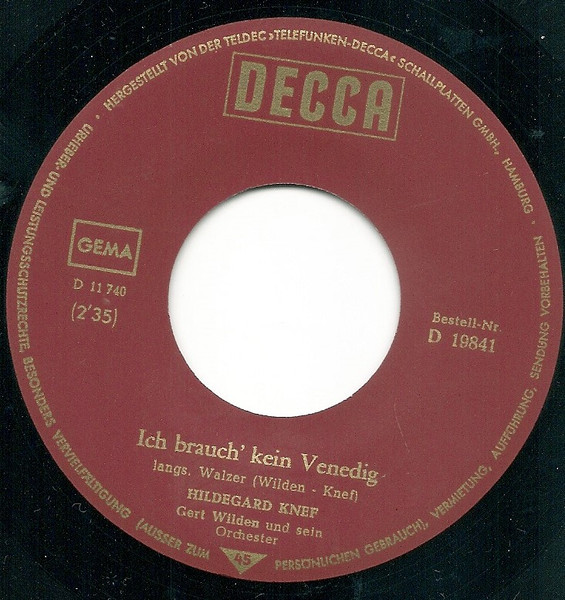 · HERGESTELLT VON DER TELDEC »TELEFUNKEN-DECCA« SCHALLPLATTEN GMBH., HAMBURG ·
URHEBER- UND LEISTUNGSSCHUTZRECHTE, BESONDERS VERVIELFÄLTIGUNG (AUSSER ZUM PERSÖNLICHEN GEBRAUCH), VERMIETUNG, AUFFÜHRUNG, SENDUNG VORBEHALTEN ·
DECCA
GEMA
D 11 740
(2'35)
Bestell-Nr.
D 19841
Ich brauch' kein Venedig
langs. Walzer (Wilden - Knef)
HILDEGARD KNEF
Gert Wilden und sein
Orchester
45